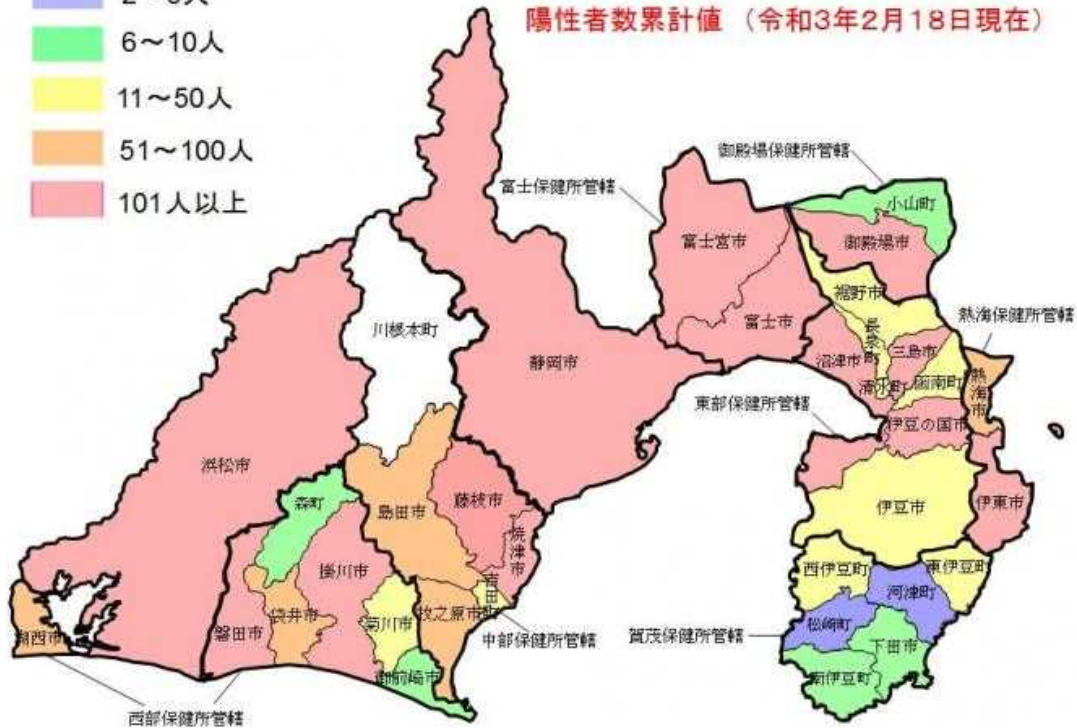 陽性者数累計値 (令和3年2月18日現在)
6～10人
11～50人
51～100人
101人以上
御殿場保健所管轄
富士保健所管轄
小山町
富士宮市
御殿場市
裾野市
熱海保健所管轄
川根本町
富士市
長泉町
三島市
静岡市
沼津市
清水町
函南町
熱海市
東部保健所管轄
伊豆の国市
浜松市
森町
藤枝市
島田市
伊豆市
伊東市
焼津市
掛川市
西伊豆町
東伊豆町
吉田町
河津町
袋井市
牧之原市
菊川市
松崎町
磐田市
湖西市
中部保健所管轄
賀茂保健所管轄
下田市
御前崎市
南伊豆町
西部保健所管轄